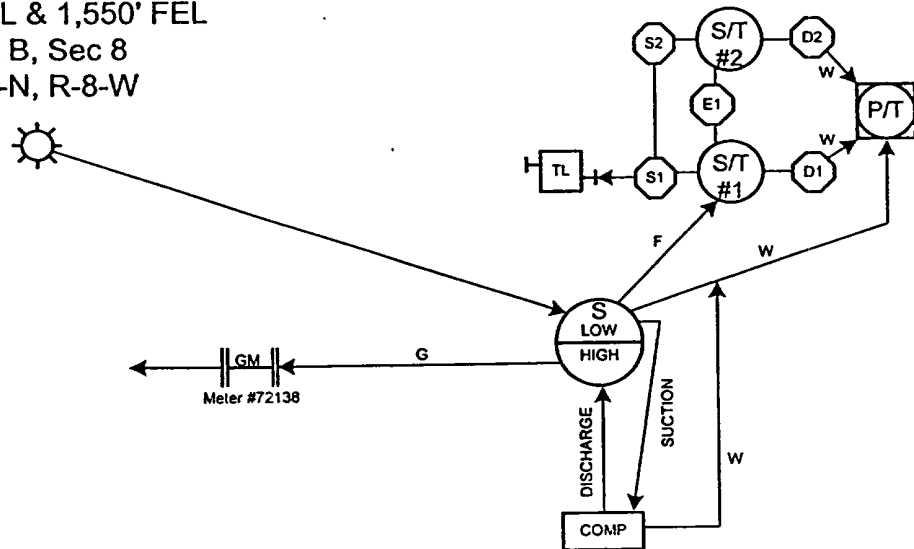 L & 1,550' FEL
B, Sec 8
-N, R-8-W
S2
S/T
#2
D2
W
E1
P/T
W
TL
S1
S/T
#1
D1
F
W
S
LOW
HIGH
G
GM
Meter #72138
DISCHARGE
SUCTION
W
COMP